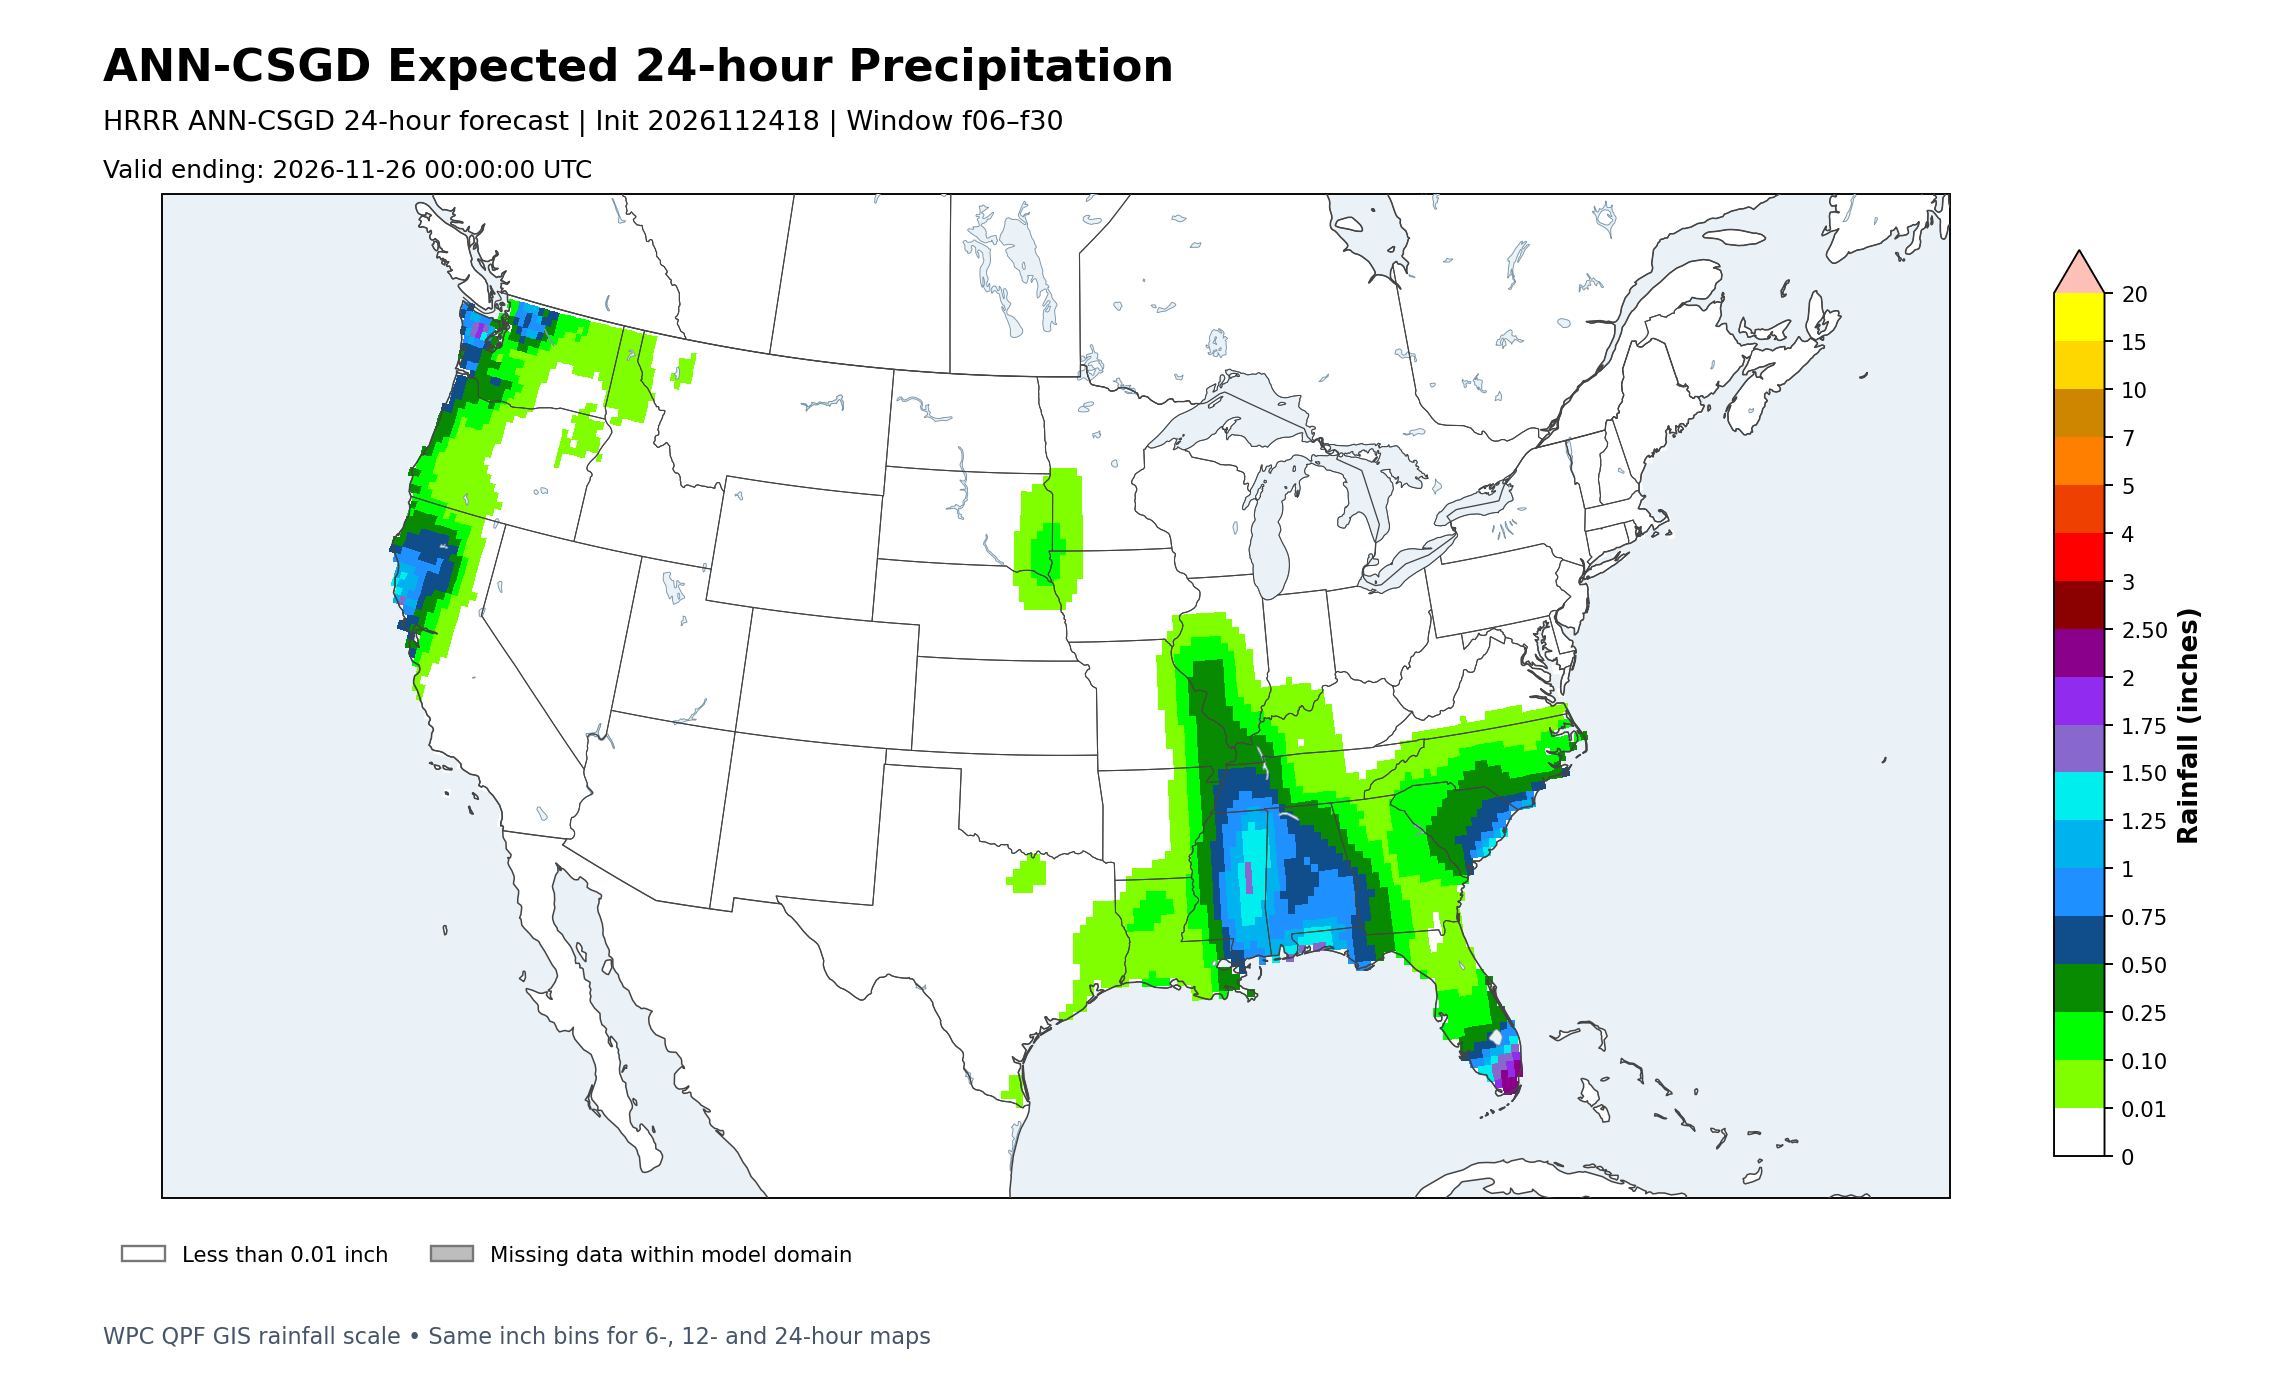 ANN-CSGD Expected 24-hour Precipitation
HRRR ANN-CSGD 24-hour forecast | Init 2026112418 | Window f06–f30
Valid ending: 2026-11-26 00:00:00 UTC
20
15
10
7
5
4
3
2.50
2
1.75
1.50
1.25
1
0.75
0.50
0.25
0.10
0.01
0
Rainfall (inches)
Less than 0.01 inch
Missing data within model domain
WPC QPF GIS rainfall scale • Same inch bins for 6-, 12- and 24-hour maps